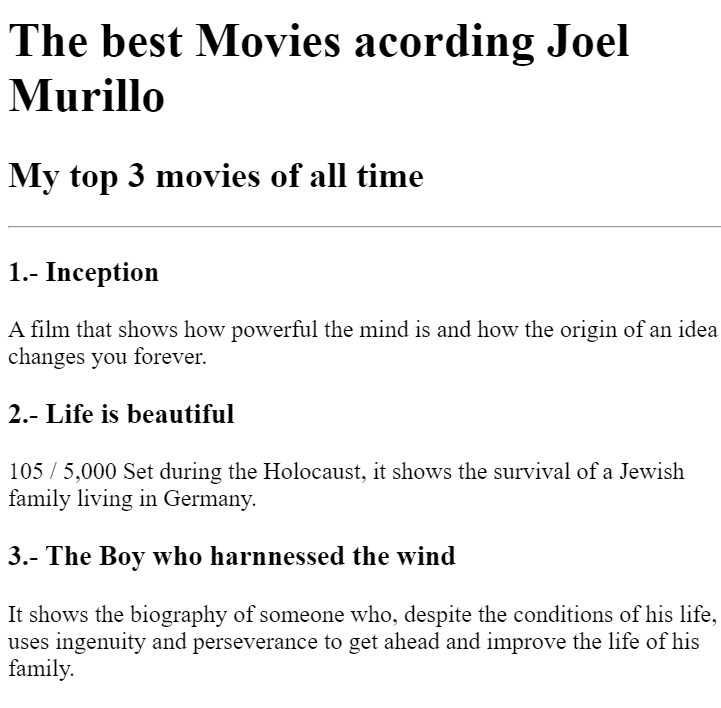 The best Movies acording Joel
Murillo
My top 3 movies of all time
1.- Inception
A film that shows how powerful the mind is and how the origin of an idea
changes you forever.
2.- Life is beautiful
105 / 5,000 Set during the Holocaust, it shows the survival of a Jewish
family living in Germany.
3.- The Boy who harnnessed the wind
It shows the biography of someone who, despite the conditions of his life,
uses ingenuity and perseverance to get ahead and improve the life of his
family.